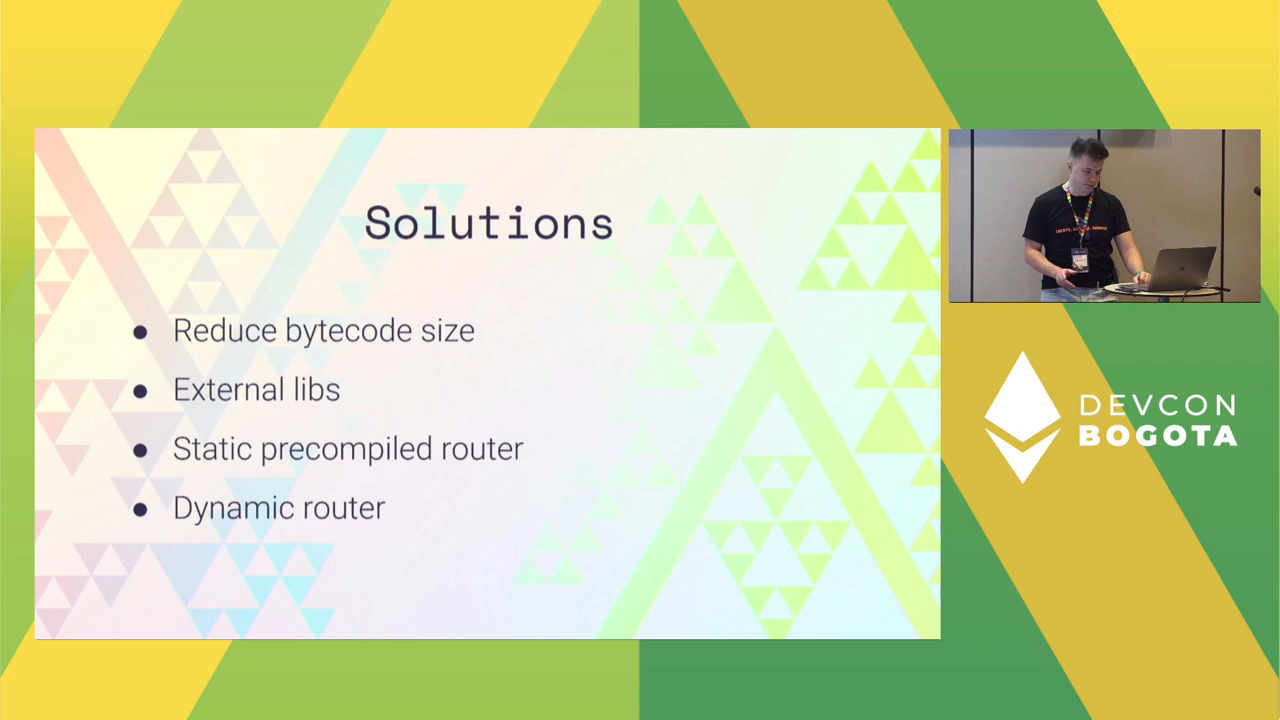 Solutions
● Reduce bytecode size
● External libs
● Static precompiled router
● Dynamic router
DEVCON
BOGOTA